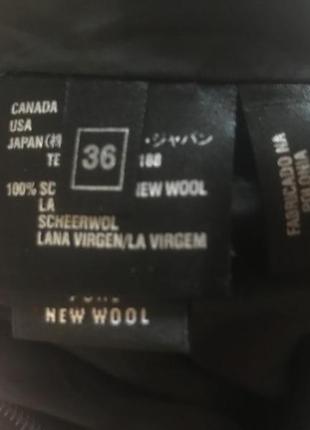 CANADA
USA
JAPAN
36
・ジャパン
TE
188
100% SC
NEW WOOL
LA
SCHEERWOL
LANA VIRGEN/LA VIRGEM
NEW WOOL
FABRICADO NA
POLONIA